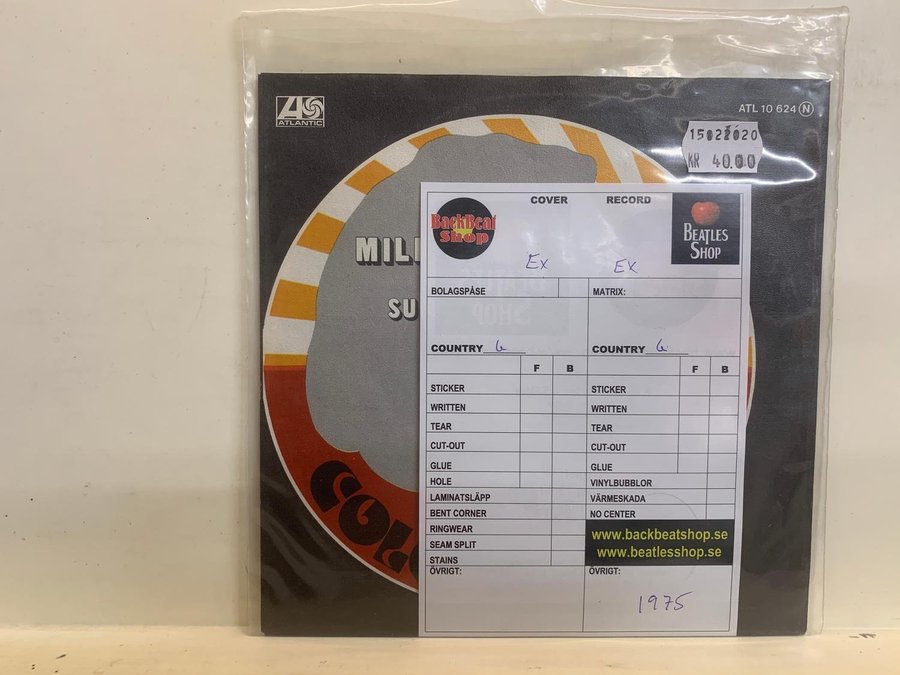 ATLANTIC
ATL 10 624 N
15022020
KR 40.00
MILL
SU
COVER
RECORD
BackBeat
Shop
BEATLES
SHOP
Ex
Ex
BOLAGSPÅSE
MATRIX:
COUNTRY G
COUNTRY G
F B
F B
STICKER
STICKER
WRITTEN
WRITTEN
TEAR
TEAR
CUT-OUT
CUT-OUT
GLUE
GLUE
HOLE
VINYLBUBBLOR
LAMINATSLÄPP
VÄRMESKADA
BENT CORNER
NO CENTER
RINGWEAR
SEAM SPLIT
STAINS
www.backbeatshop.se
www.beatlesshop.se
ÖVRIGT:
ÖVRIGT:
1975